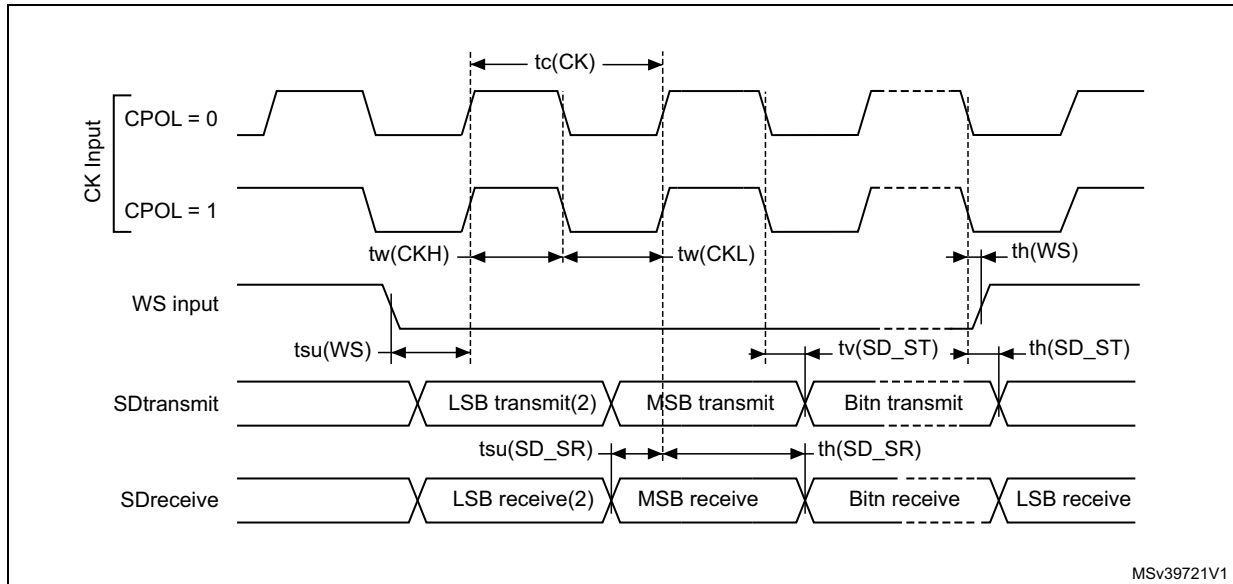 tc(CK)
CK Input
CPOL = 0
CPOL = 1
tw(CKH)
tw(CKL)
th(WS)
WS input
tsu(WS)
tv(SD_ST)
th(SD_ST)
SDtransmit
LSB transmit(2)
MSB transmit
Bitn transmit
tsu(SD_SR)
th(SD_SR)
SDreceive
LSB receive(2)
MSB receive
Bitn receive
LSB receive
MSv39721V1